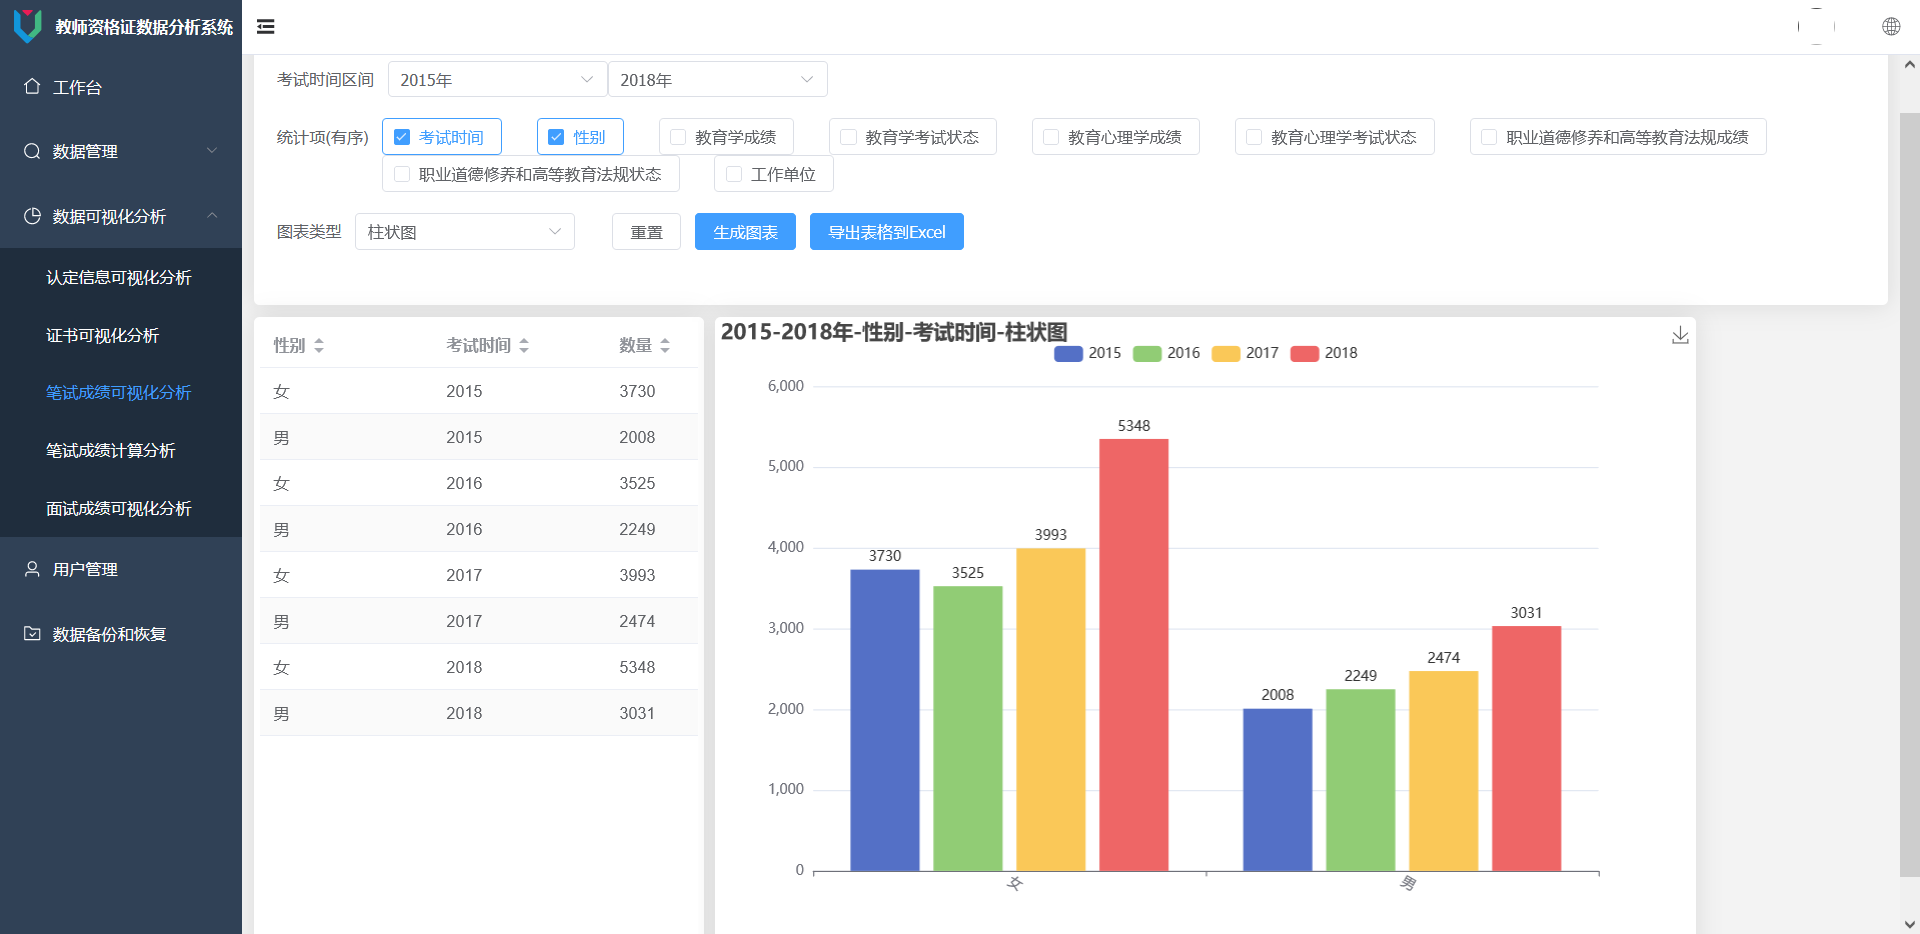 教师资格证数据分析系统
工作台
数据管理
数据可视化分析
认定信息可视化分析
证书可视化分析
笔试成绩可视化分析
笔试成绩计算分析
面试成绩可视化分析
用户管理
数据备份和恢复
考试时间区间 2015年 2018年
统计项(有序) 考试时间 性别 教育学成绩 教育学考试状态 教育心理学成绩 教育心理学考试状态 职业道德修养和高等教育法规成绩
职业道德修养和高等教育法规状态 工作单位
图表类型 柱状图 重置 生成图表 导出表格到Excel
性别 考试时间 数量
女 2015 3730
男 2015 2008
女 2016 3525
男 2016 2249
女 2017 3993
男 2017 2474
女 2018 5348
男 2018 3031
2015-2018年-性别-考试时间-柱状图
2015 2016 2017 2018
6,000
5,000
4,000
3,000
2,000
1,000
0
3730
3525
3993
5348
2008
2249
2474
3031
女 男